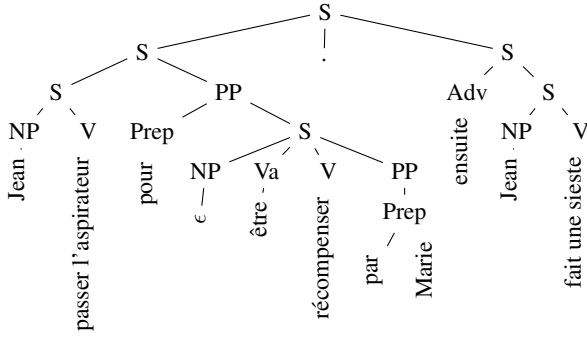 S
S . S
S PP Adv S
NP V Prep S ensuite NP V
Jean passer l'aspirateur pour NP Va V PP Jean fait une sieste
ϵ être récompenser Prep
par Marie